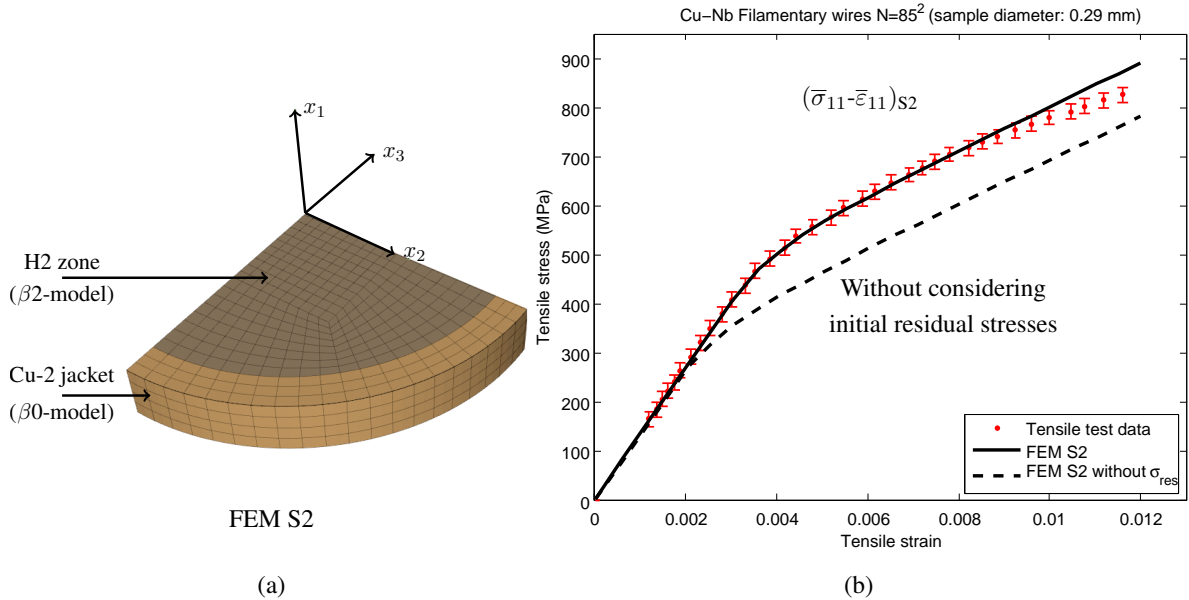 x₁
x₃
x₂
H2 zone
(β2-model)
Cu-2 jacket
(β0-model)
FEM S2
(a)
Cu−Nb Filamentary wires N=85² (sample diameter: 0.29 mm)
Tensile stress (MPa)
900
800
700
600
500
400
300
200
100
0
(σ̅₁₁-ε̅₁₁)S2
Without considering
initial residual stresses
Tensile test data
FEM S2
FEM S2 without σres
0
0.002
0.004
0.006
0.008
0.01
0.012
Tensile strain
(b)